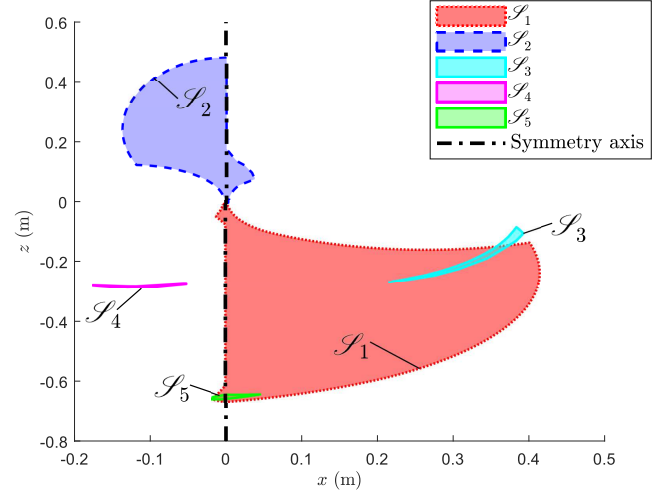 𝒮1
𝒮2
𝒮3
𝒮4
𝒮5
Symmetry axis
0.6
0.4
0.2
0
-0.2
-0.4
-0.6
-0.8
z (m)
𝒮2
𝒮3
𝒮4
𝒮1
𝒮5
-0.2 -0.1 0 0.1 0.2 0.3 0.4 0.5
x (m)